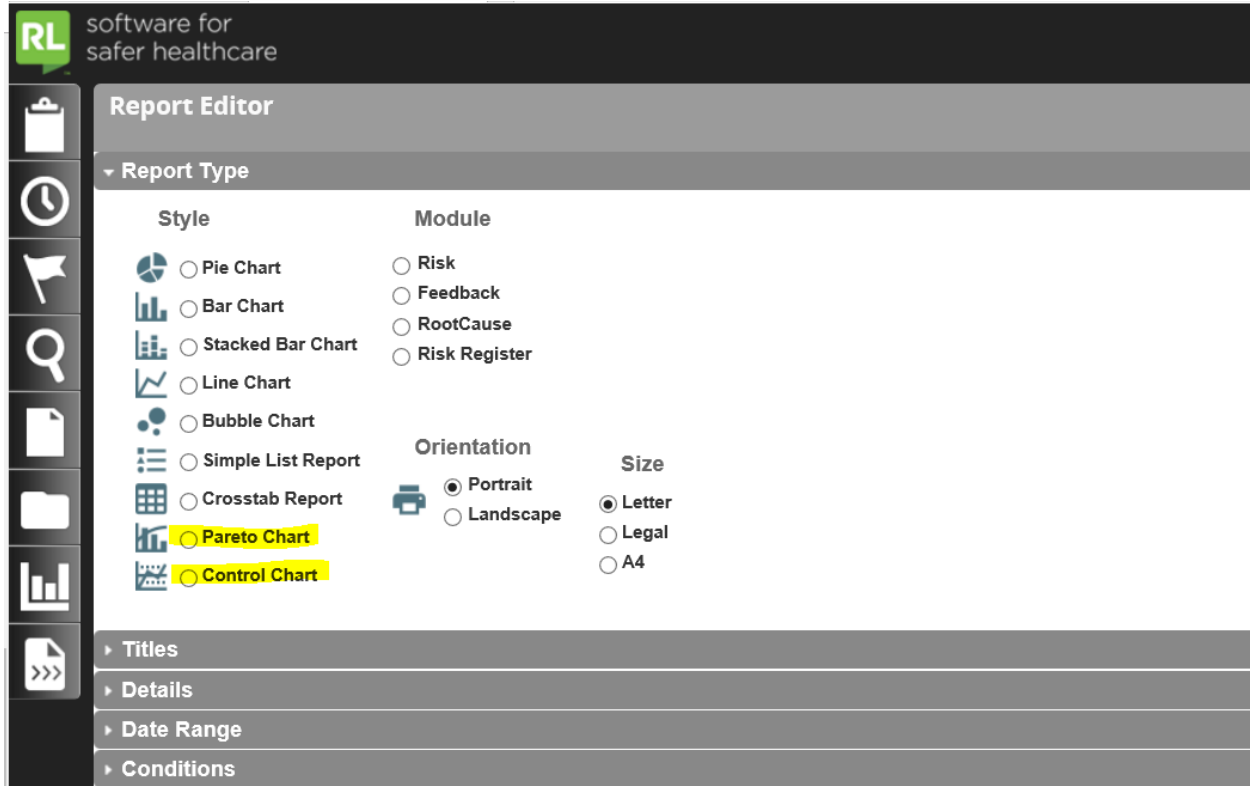 RL
software for
safer healthcare
Report Editor
Report Type
Style
Pie Chart
Bar Chart
Stacked Bar Chart
Line Chart
Bubble Chart
Simple List Report
Crosstab Report
Pareto Chart
Control Chart
Module
Risk
Feedback
RootCause
Risk Register
Orientation
Portrait
Landscape
Size
Letter
Legal
A4
Titles
Details
Date Range
Conditions